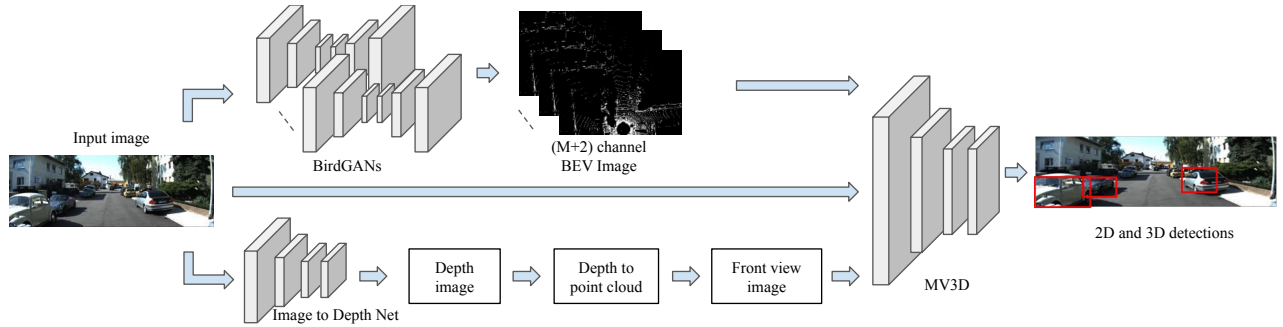 Input image
BirdGANs
(M+2) channel
BEV Image
Image to Depth Net
Depth
image
Depth to
point cloud
Front view
image
MV3D
2D and 3D detections